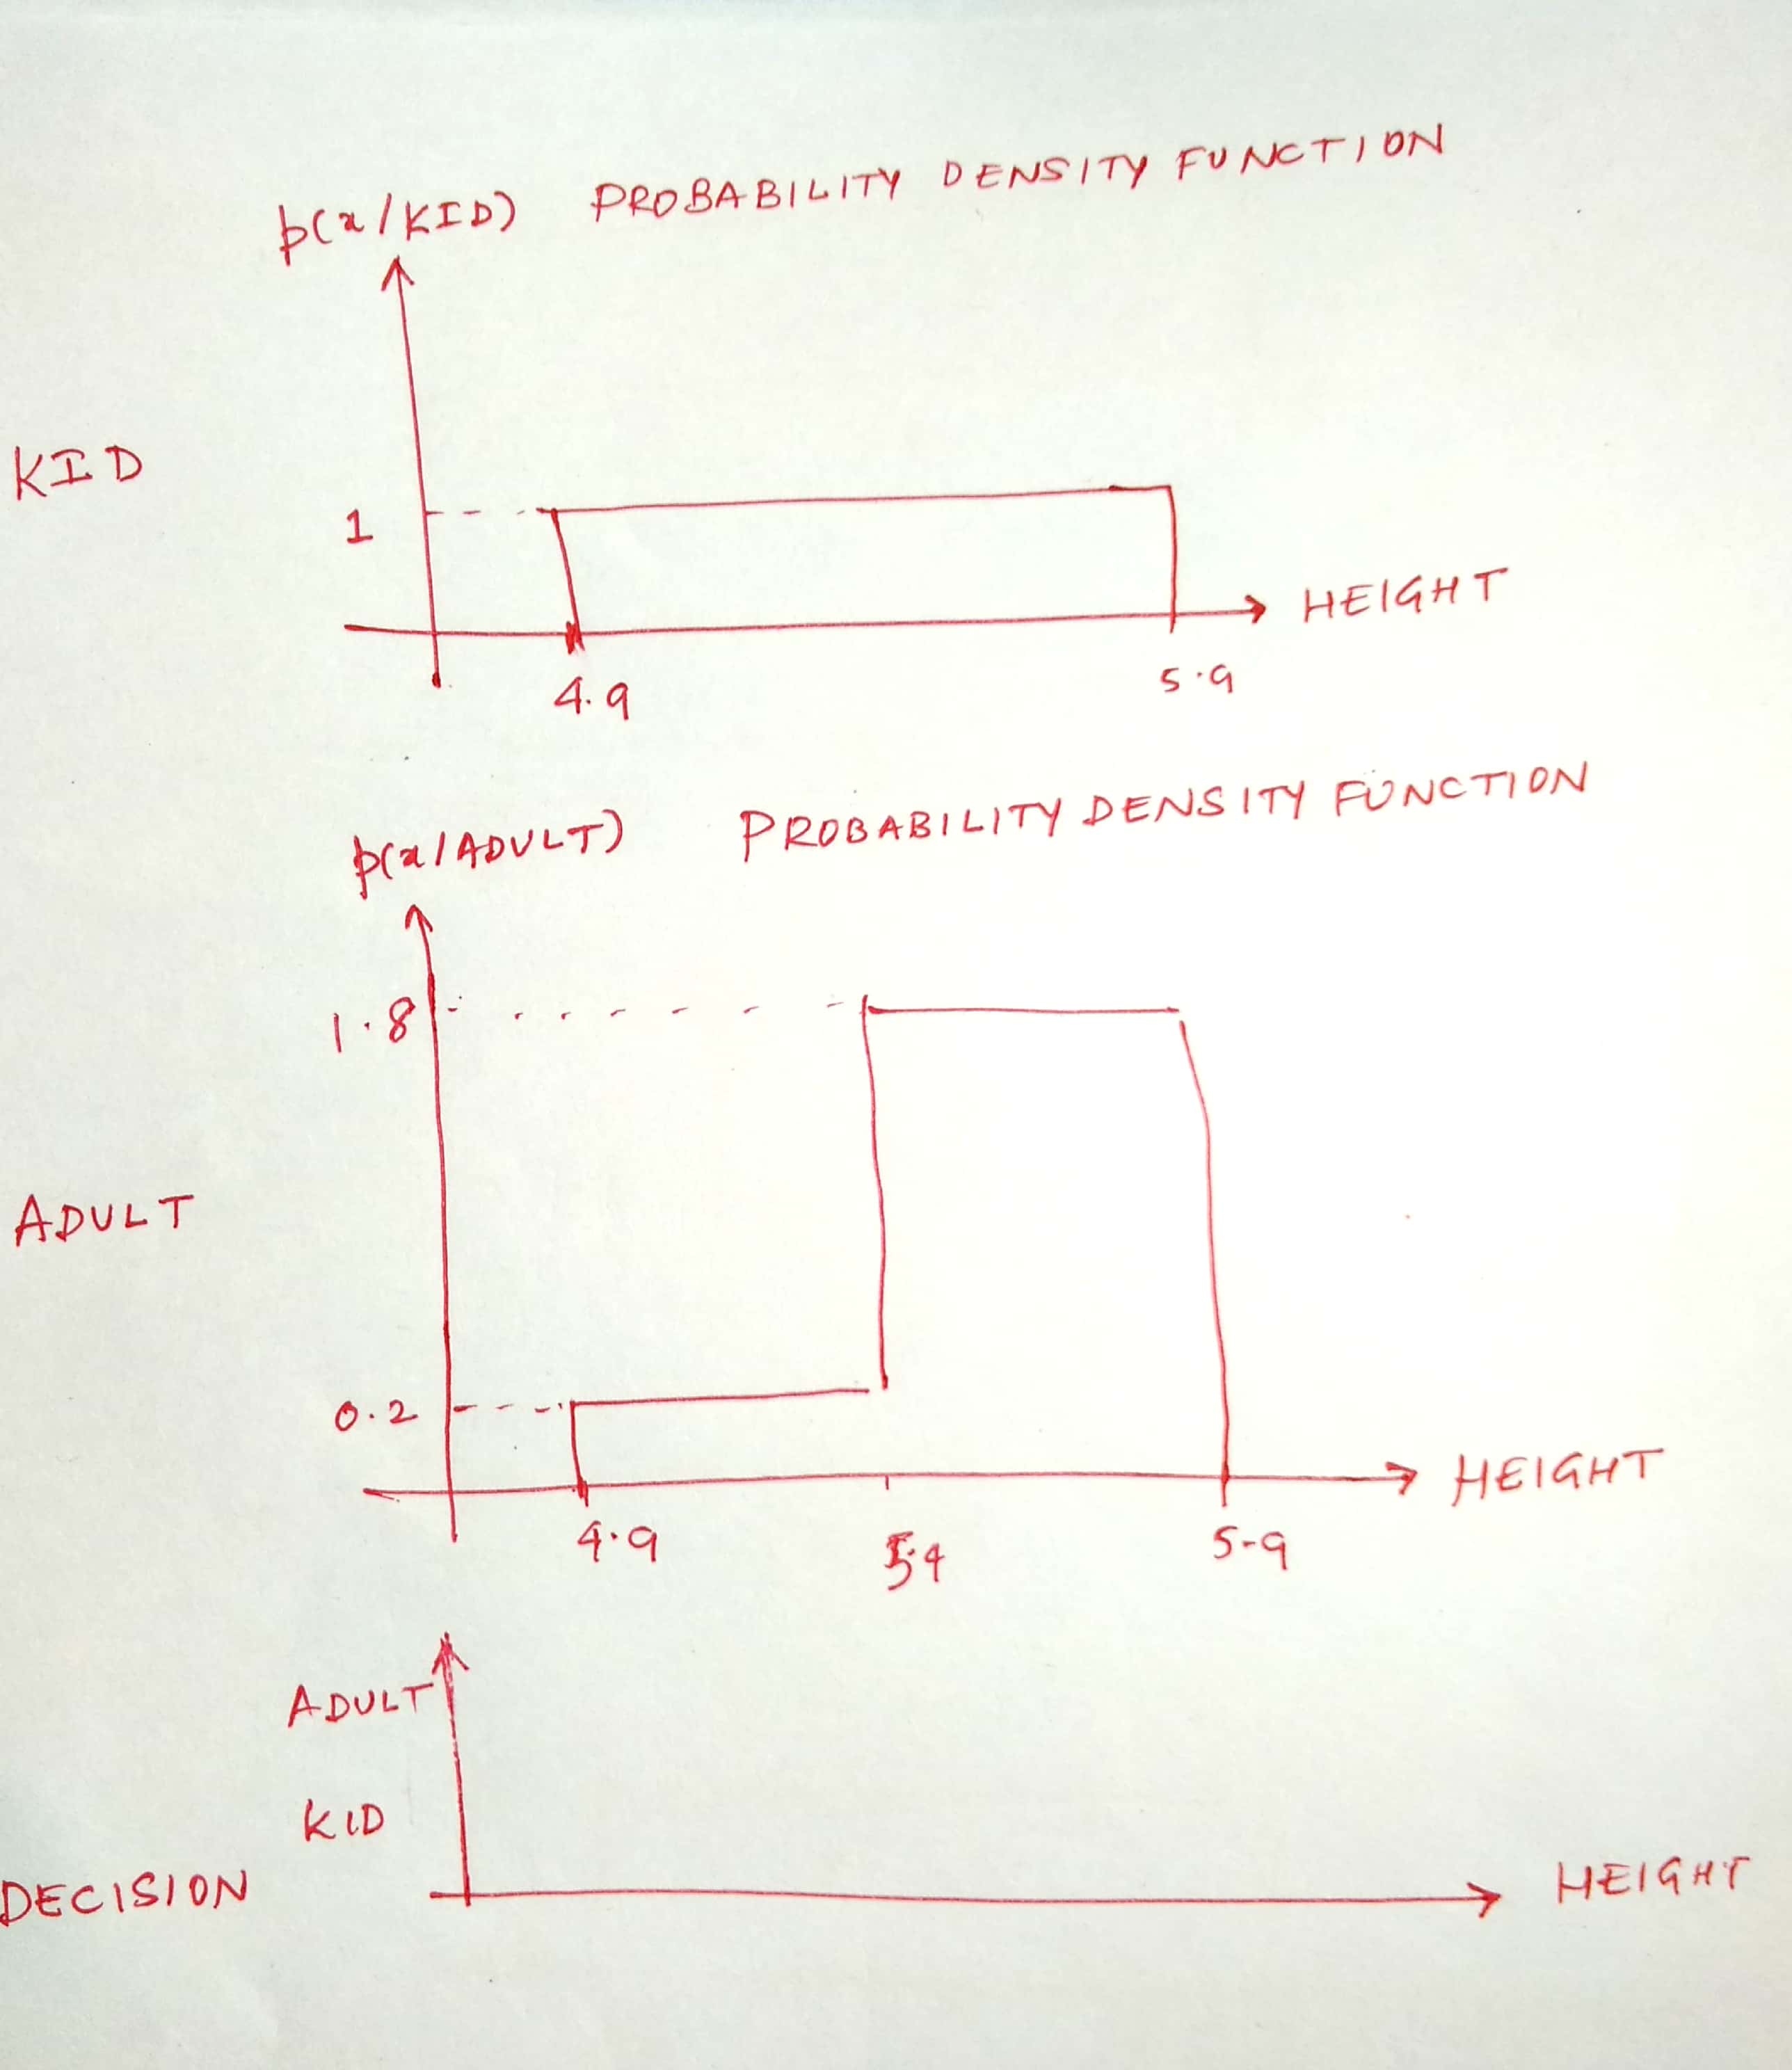 p(x/KID) PROBABILITY DENSITY FUNCTION
KID
1
HEIGHT
4.9 5.9
p(x/ADULT) PROBABILITY DENSITY FUNCTION
1.8
ADULT
0.2
HEIGHT
4.9 5.4 5.9
ADULT
KID
DECISION HEIGHT